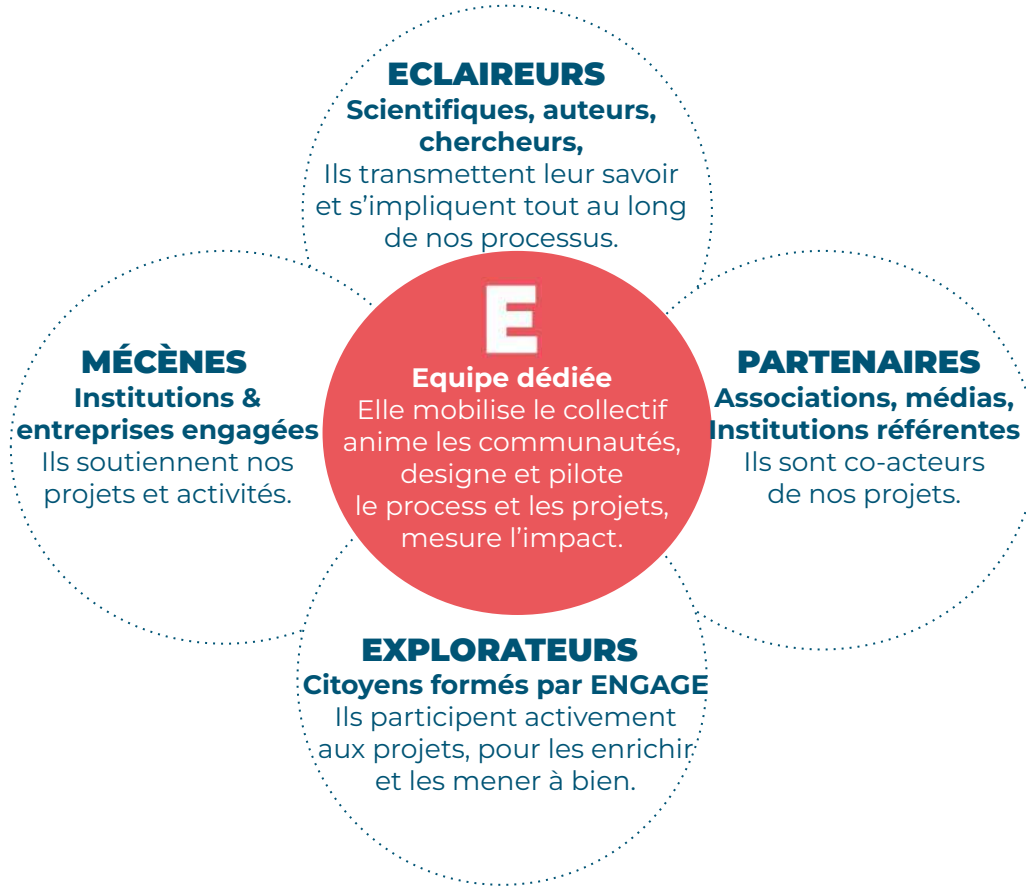 ECLAIREURS
Scientifiques, auteurs,
chercheurs,
Ils transmettent leur savoir
et s’impliquent tout au long
de nos processus.
MÉCÈNES
Institutions &
entreprises engagées
Ils soutiennent nos
projets et activités.
E
Equipe dédiée
Elle mobilise le collectif
anime les communautés,
designe et pilote
le process et les projets,
mesure l’impact.
PARTENAIRES
Associations, médias,
Institutions référentes
Ils sont co-acteurs
de nos projets.
EXPLORATEURS
Citoyens formés par ENGAGE
Ils participent activement
aux projets, pour les enrichir
et les mener à bien.